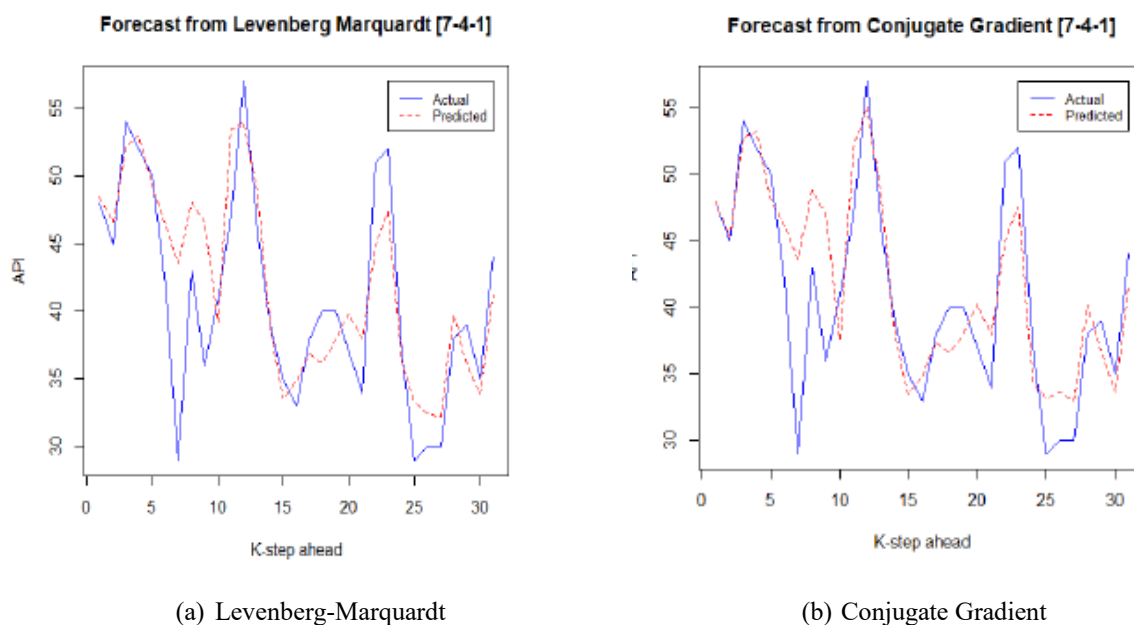 Forecast from Levenberg Marquardt [7-4-1]
Actual
Predicted
API
55
50
45
40
35
30
0 5 10 15 20 25 30
K-step ahead
(a) Levenberg-Marquardt
Forecast from Conjugate Gradient [7-4-1]
Actual
Predicted
55
50
45
40
35
30
0 5 10 15 20 25 30
K-step ahead
(b) Conjugate Gradient